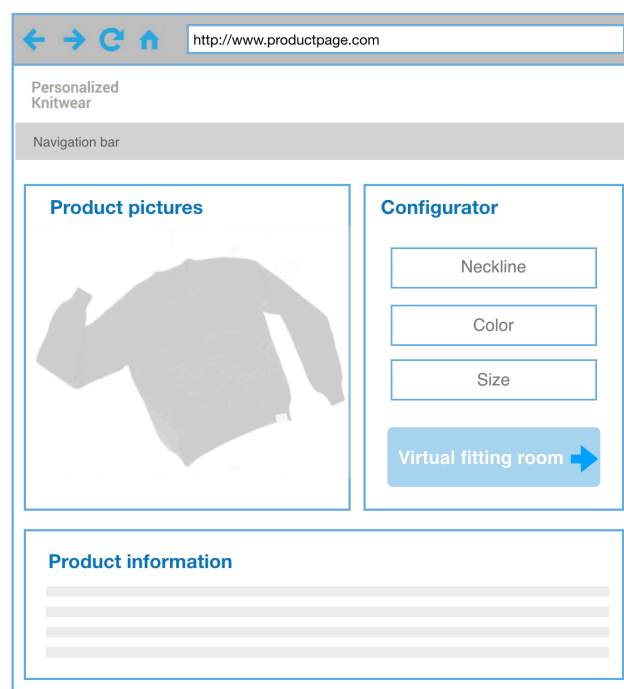 http://www.productpage.com
Personalized
Knitwear
Navigation bar
Product pictures
Configurator
Neckline
Color
Size
Virtual fitting room
Product information